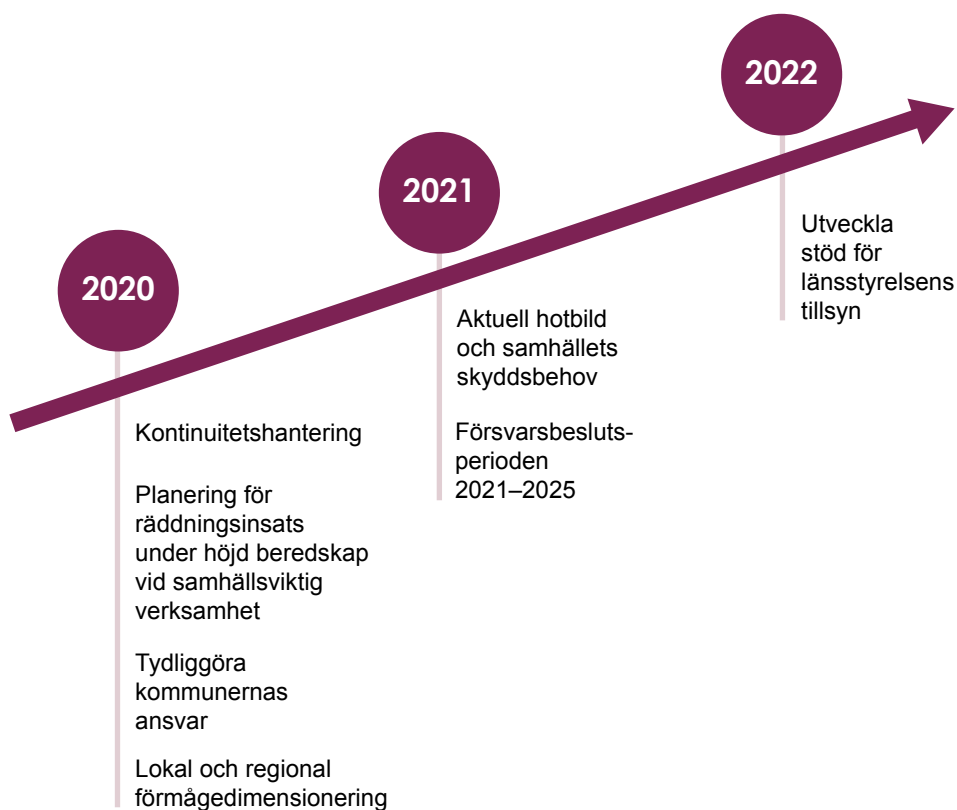 2020
Kontinuitetshantering
Planering för
räddningsinsats
under höjd beredskap
vid samhällsviktig
verksamhet
Tydliggöra
kommunernas
ansvar
Lokal och regional
förmågedimensionering
2021
Aktuell hotbild
och samhällets
skyddsbehov
Försvarsbesluts-
perioden
2021–2025
2022
Utveckla
stöd för
länsstyrelsens
tillsyn